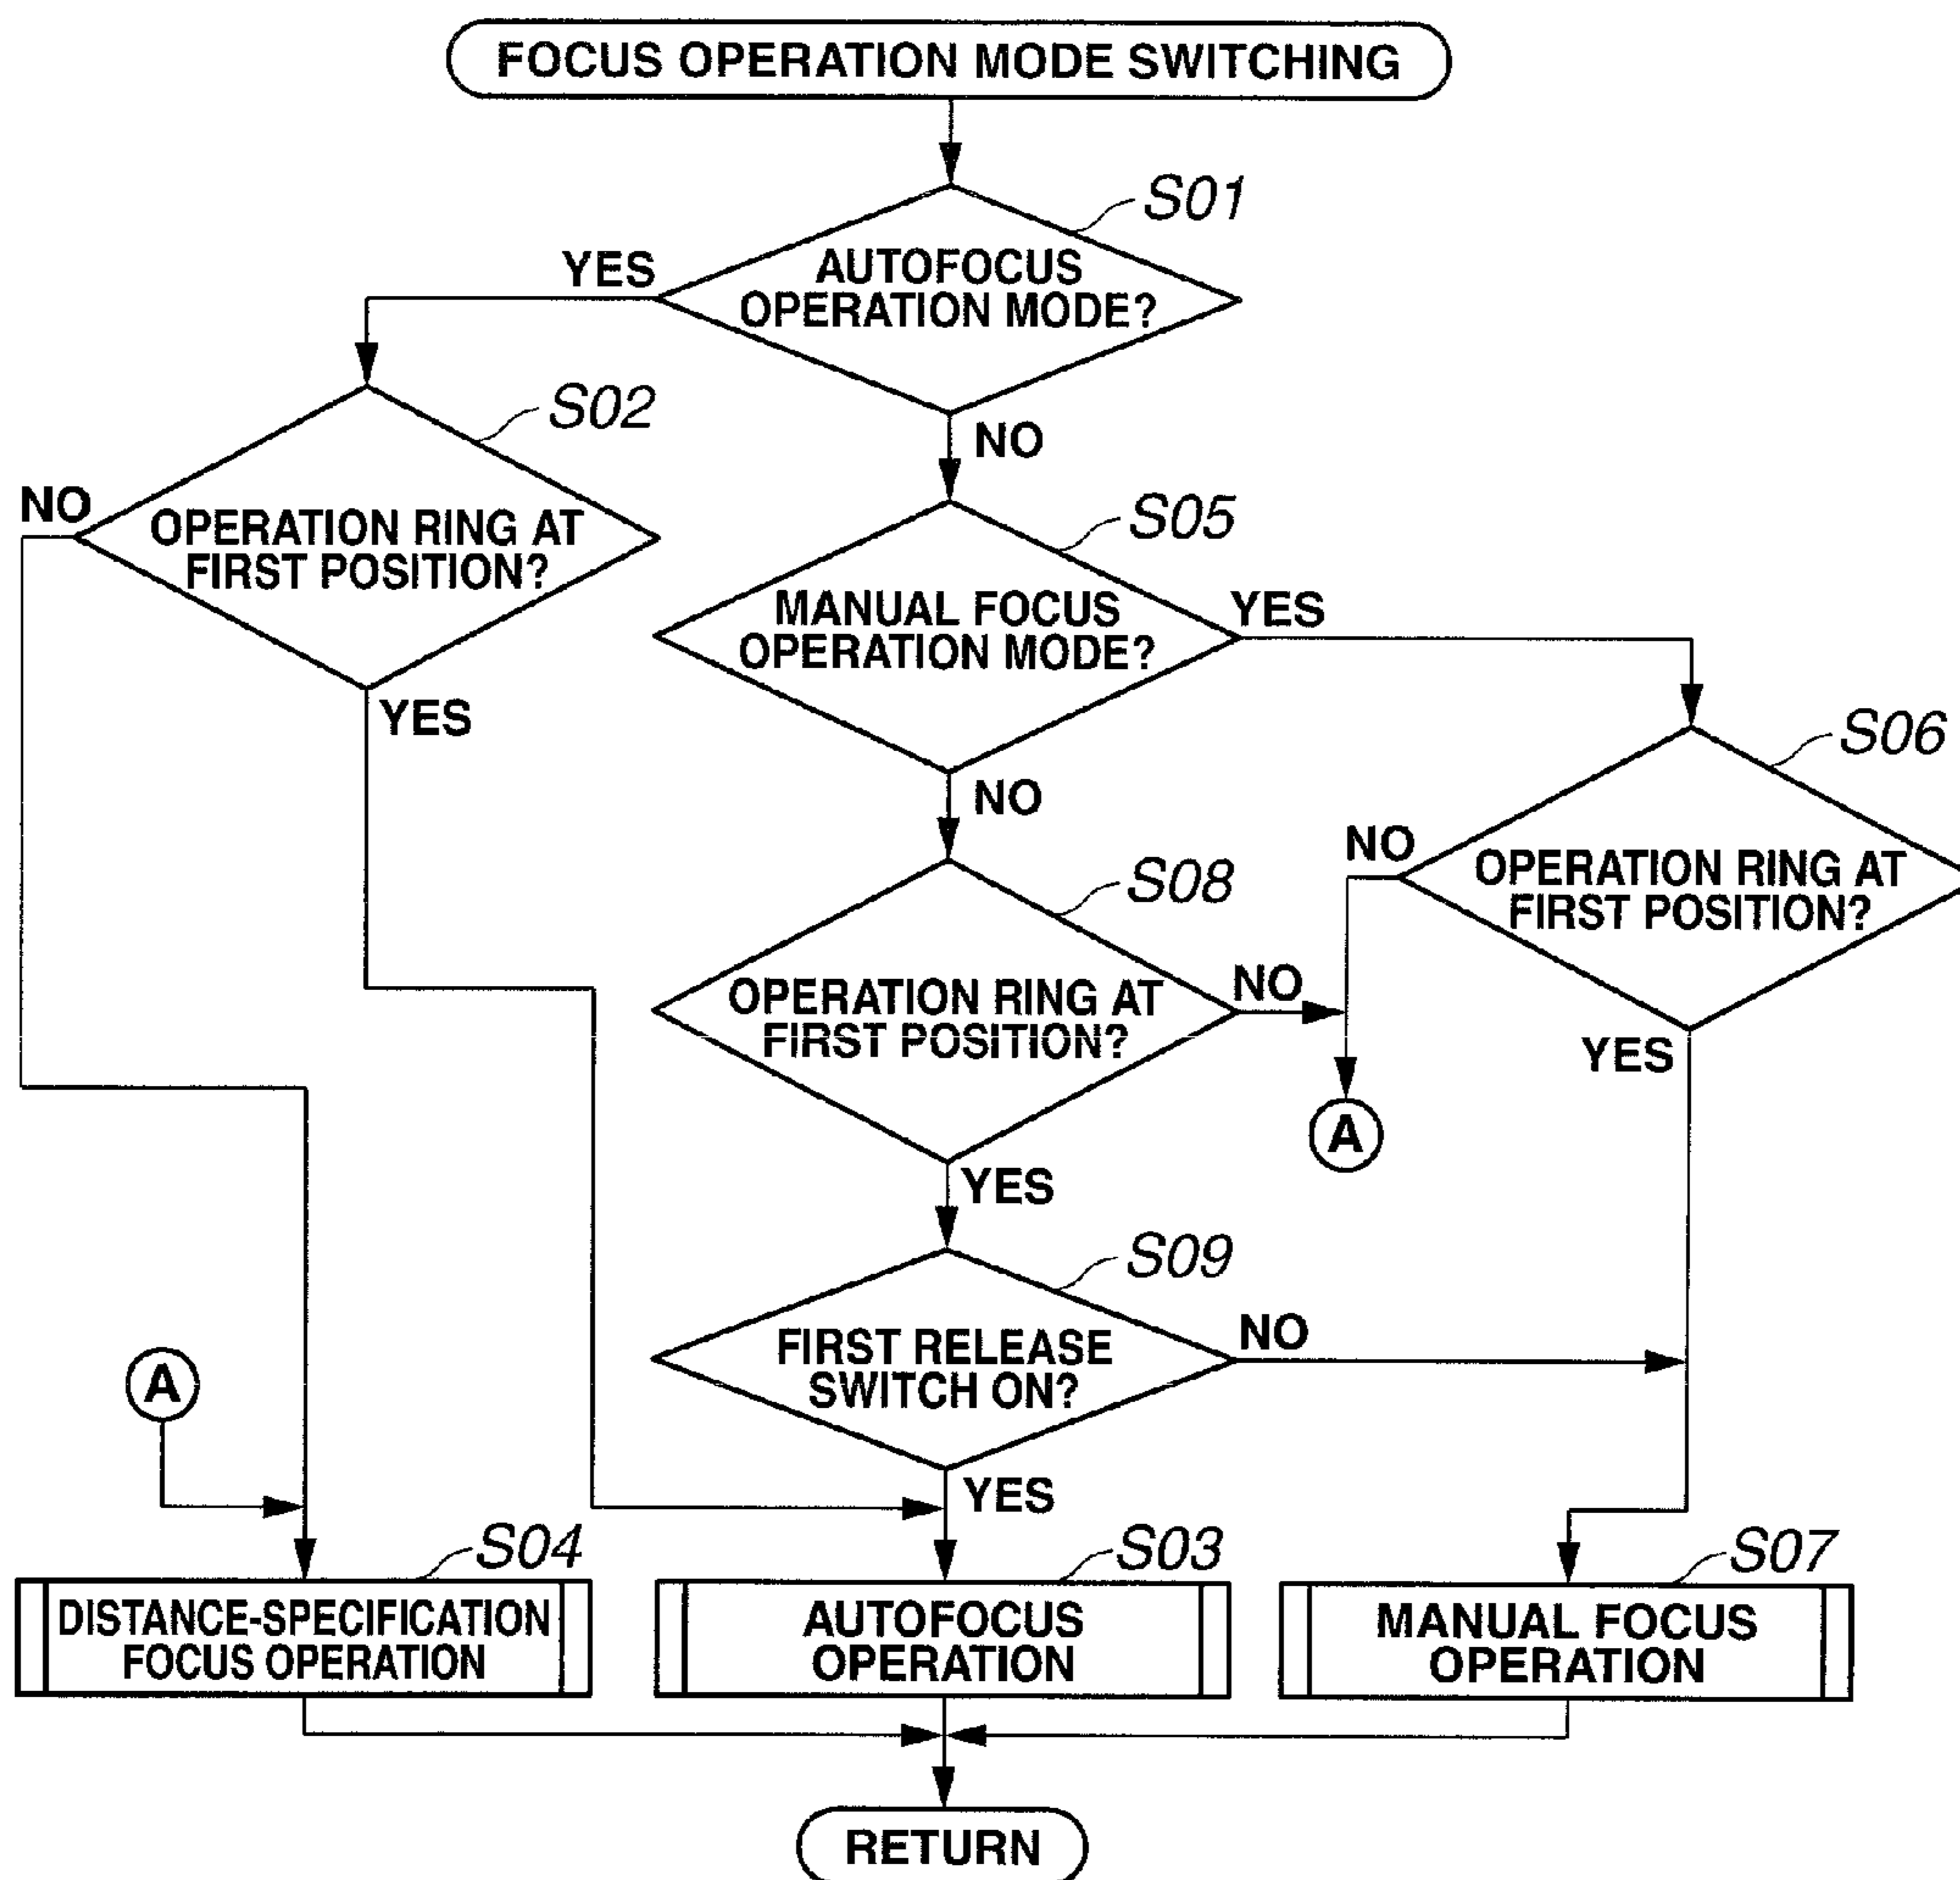 FOCUS OPERATION MODE SWITCHING
S01
YES
AUTOFOCUS
OPERATION MODE?
NO
S02
NO
OPERATION RING AT
FIRST POSITION?
YES
S05
MANUAL FOCUS
OPERATION MODE?
YES
NO
S06
NO
OPERATION RING AT
FIRST POSITION?
YES
S08
OPERATION RING AT
FIRST POSITION?
NO
A
YES
S09
FIRST RELEASE
SWITCH ON?
NO
YES
A
S04
DISTANCE-SPECIFICATION
FOCUS OPERATION
S03
AUTOFOCUS
OPERATION
S07
MANUAL FOCUS
OPERATION
RETURN